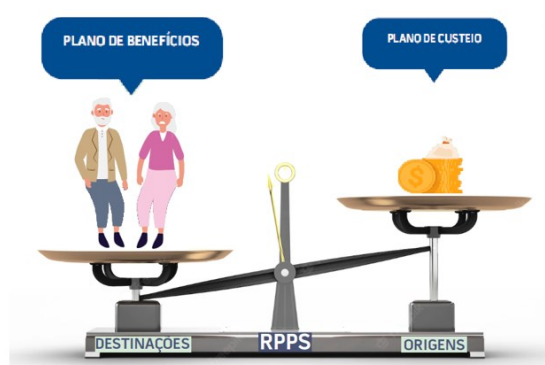 PLANO DE BENEFÍCIOS
PLANO DE CUSTEIO
$
DESTINAÇÕES
RPPS
ORIGENS